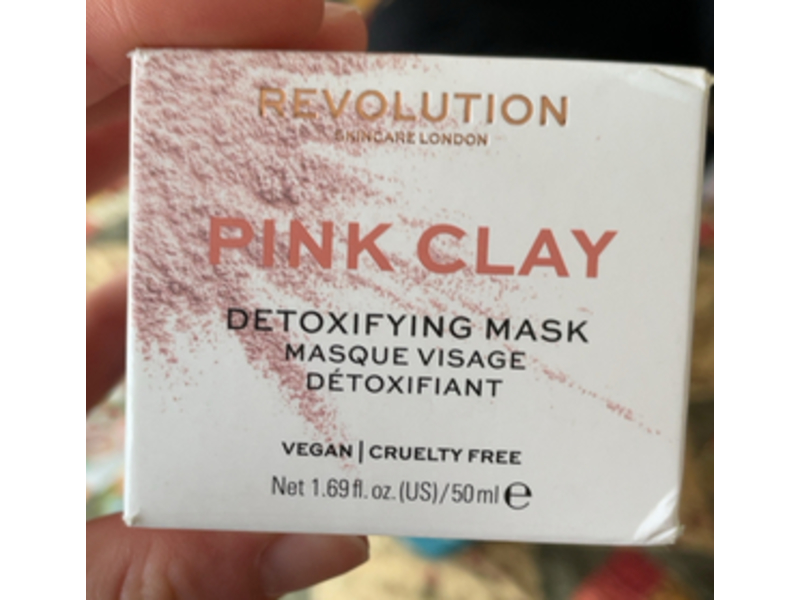 REVOLUTION
SKINCARE LONDON
PINK CLAY
DETOXIFYING MASK
MASQUE VISAGE
DÉTOXIFIANT
VEGAN | CRUELTY FREE
Net 1.69 fl. oz. (US)/50 ml ℮